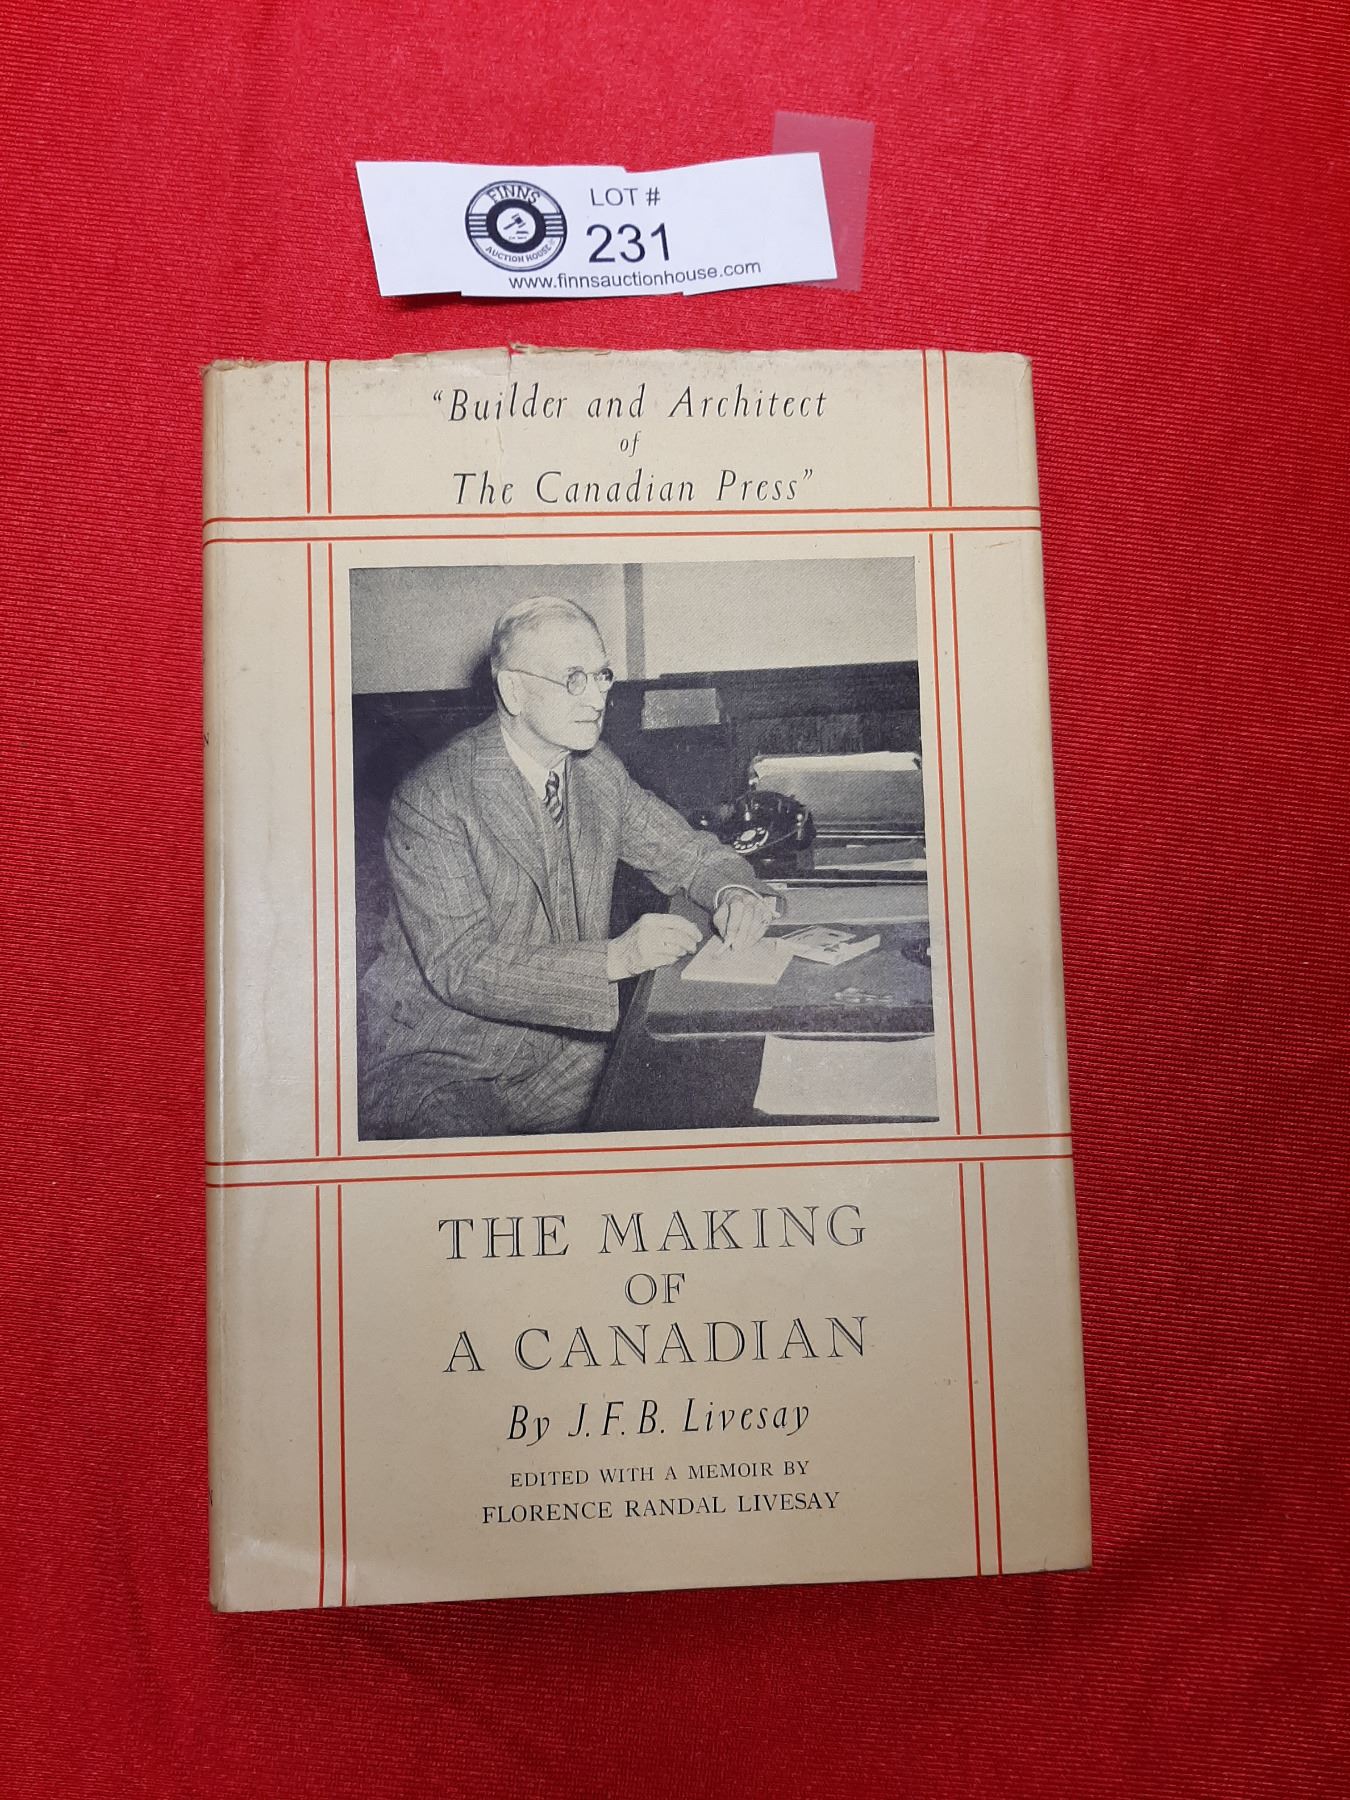 FINNS
AUCTION HOUSE
LOT #
231
www.finnsauctionhouse.com
"Builder and Architect
of
The Canadian Press"
THE MAKING
OF
A CANADIAN
By J. F. B. Livesay
EDITED WITH A MEMOIR BY
FLORENCE RANDAL LIVESAY